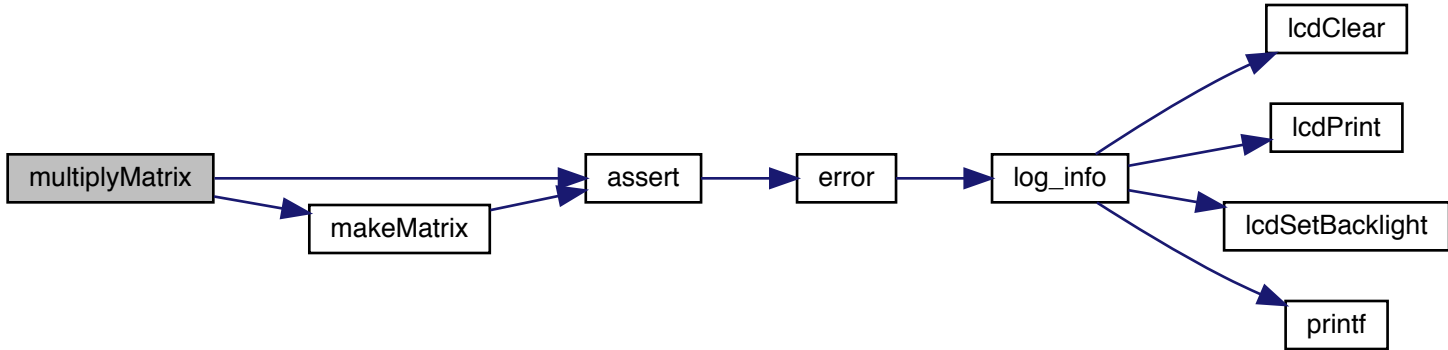 multiplyMatrix
makeMatrix
assert
error
log_info
lcdClear
lcdPrint
lcdSetBacklight
printf